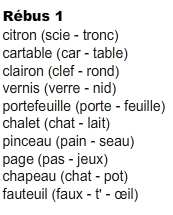 Rébus 1
citron (scie - tronc)
cartable (car - table)
clairon (clef - rond)
vernis (verre - nid)
portefeuille (porte - feuille)
chalet (chat - lait)
pinceau (pain - seau)
page (pas - jeux)
chapeau (chat - pot)
fauteuil (faux - t' - œil)